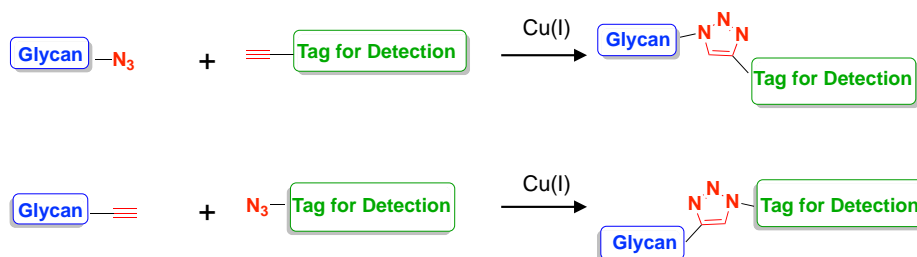 Glycan N₃ + Tag for Detection Cu(I) Glycan N N N
Tag for Detection
Glycan + N₃ Tag for Detection Cu(I) N N N Tag for Detection
Glycan